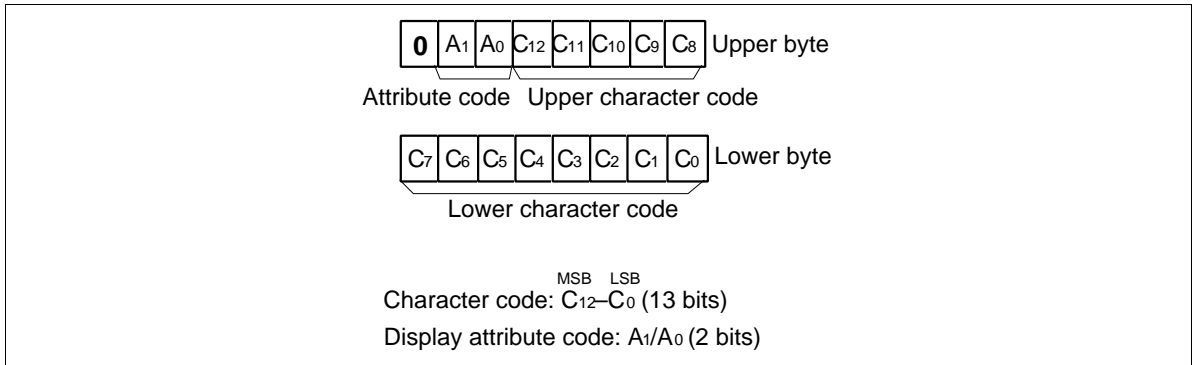 0 A1 A0 C12 C11 C10 C9 C8 Upper byte
Attribute code Upper character code
C7 C6 C5 C4 C3 C2 C1 C0 Lower byte
Lower character code
MSB LSB
Character code: C12–C0 (13 bits)
Display attribute code: A1/A0 (2 bits)